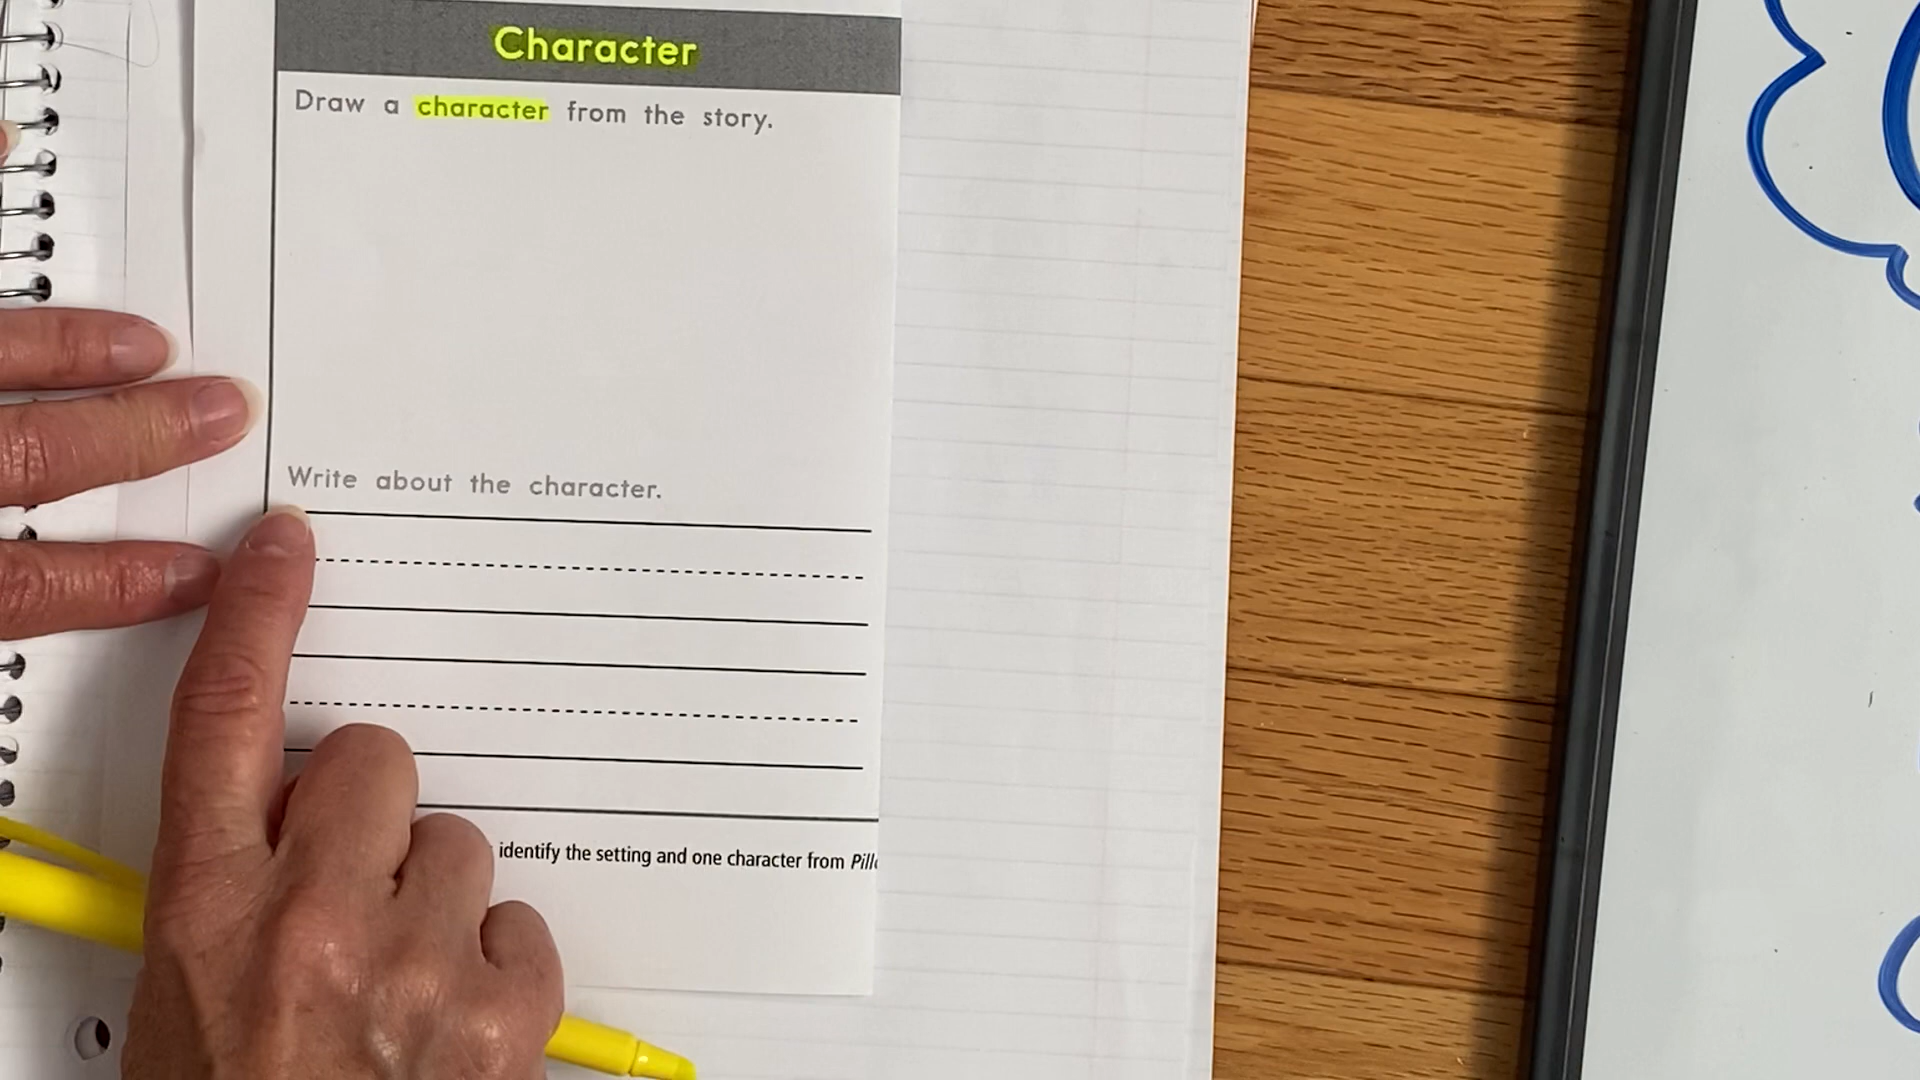 Character
Draw a character from the story.
Write about the character.
identify the setting and one character from